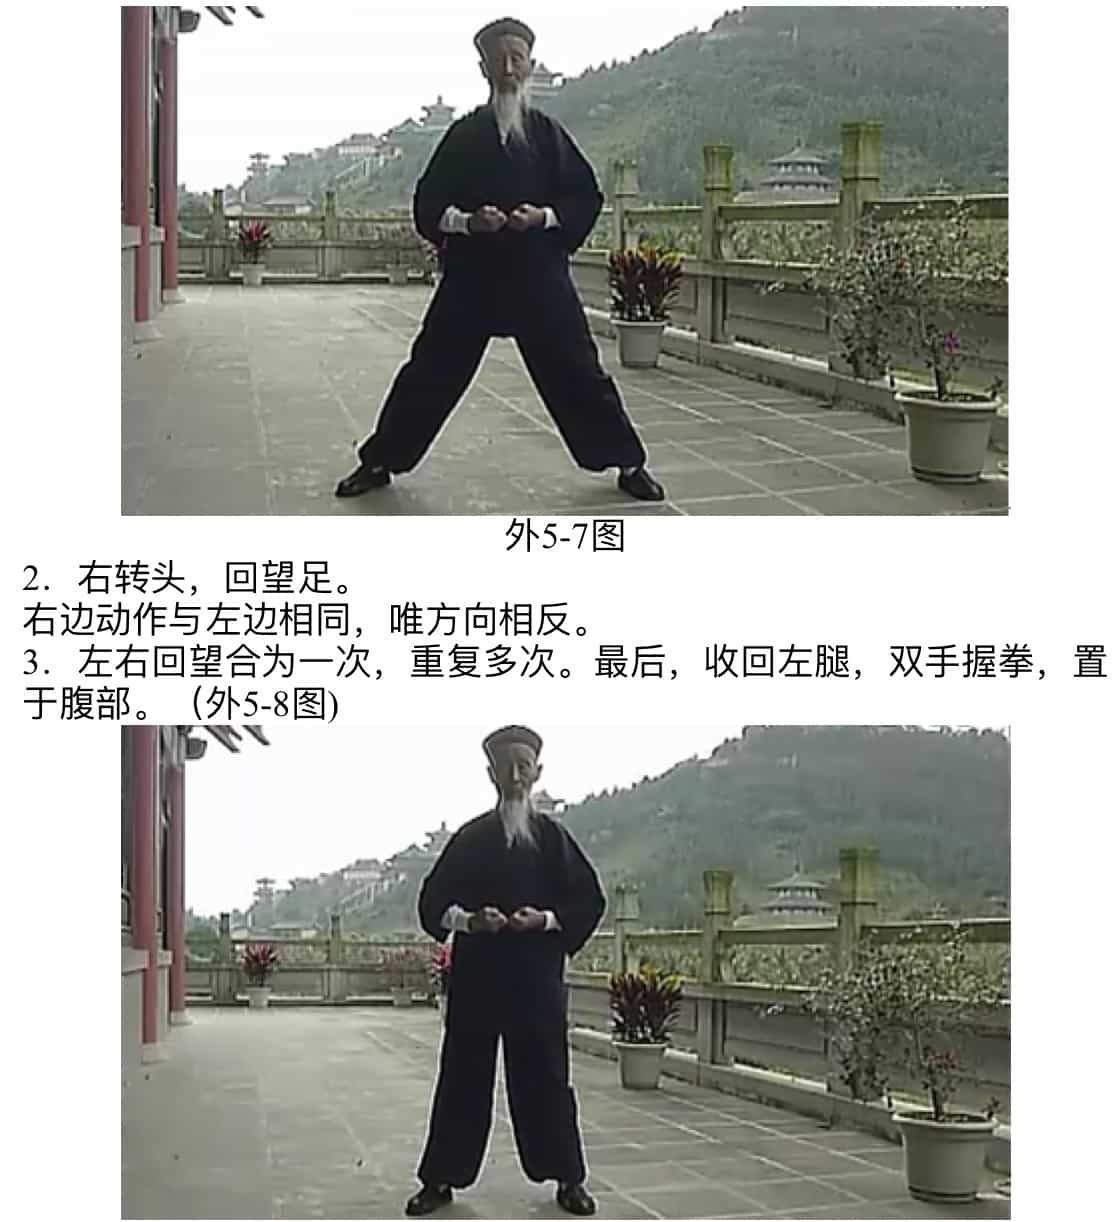 外5-7图
2．右转头，回望足。
右边动作与左边相同，唯方向相反。
3．左右回望合为一次，重复多次。最后，收回左腿，双手握拳，置
于腹部。（外5-8图)